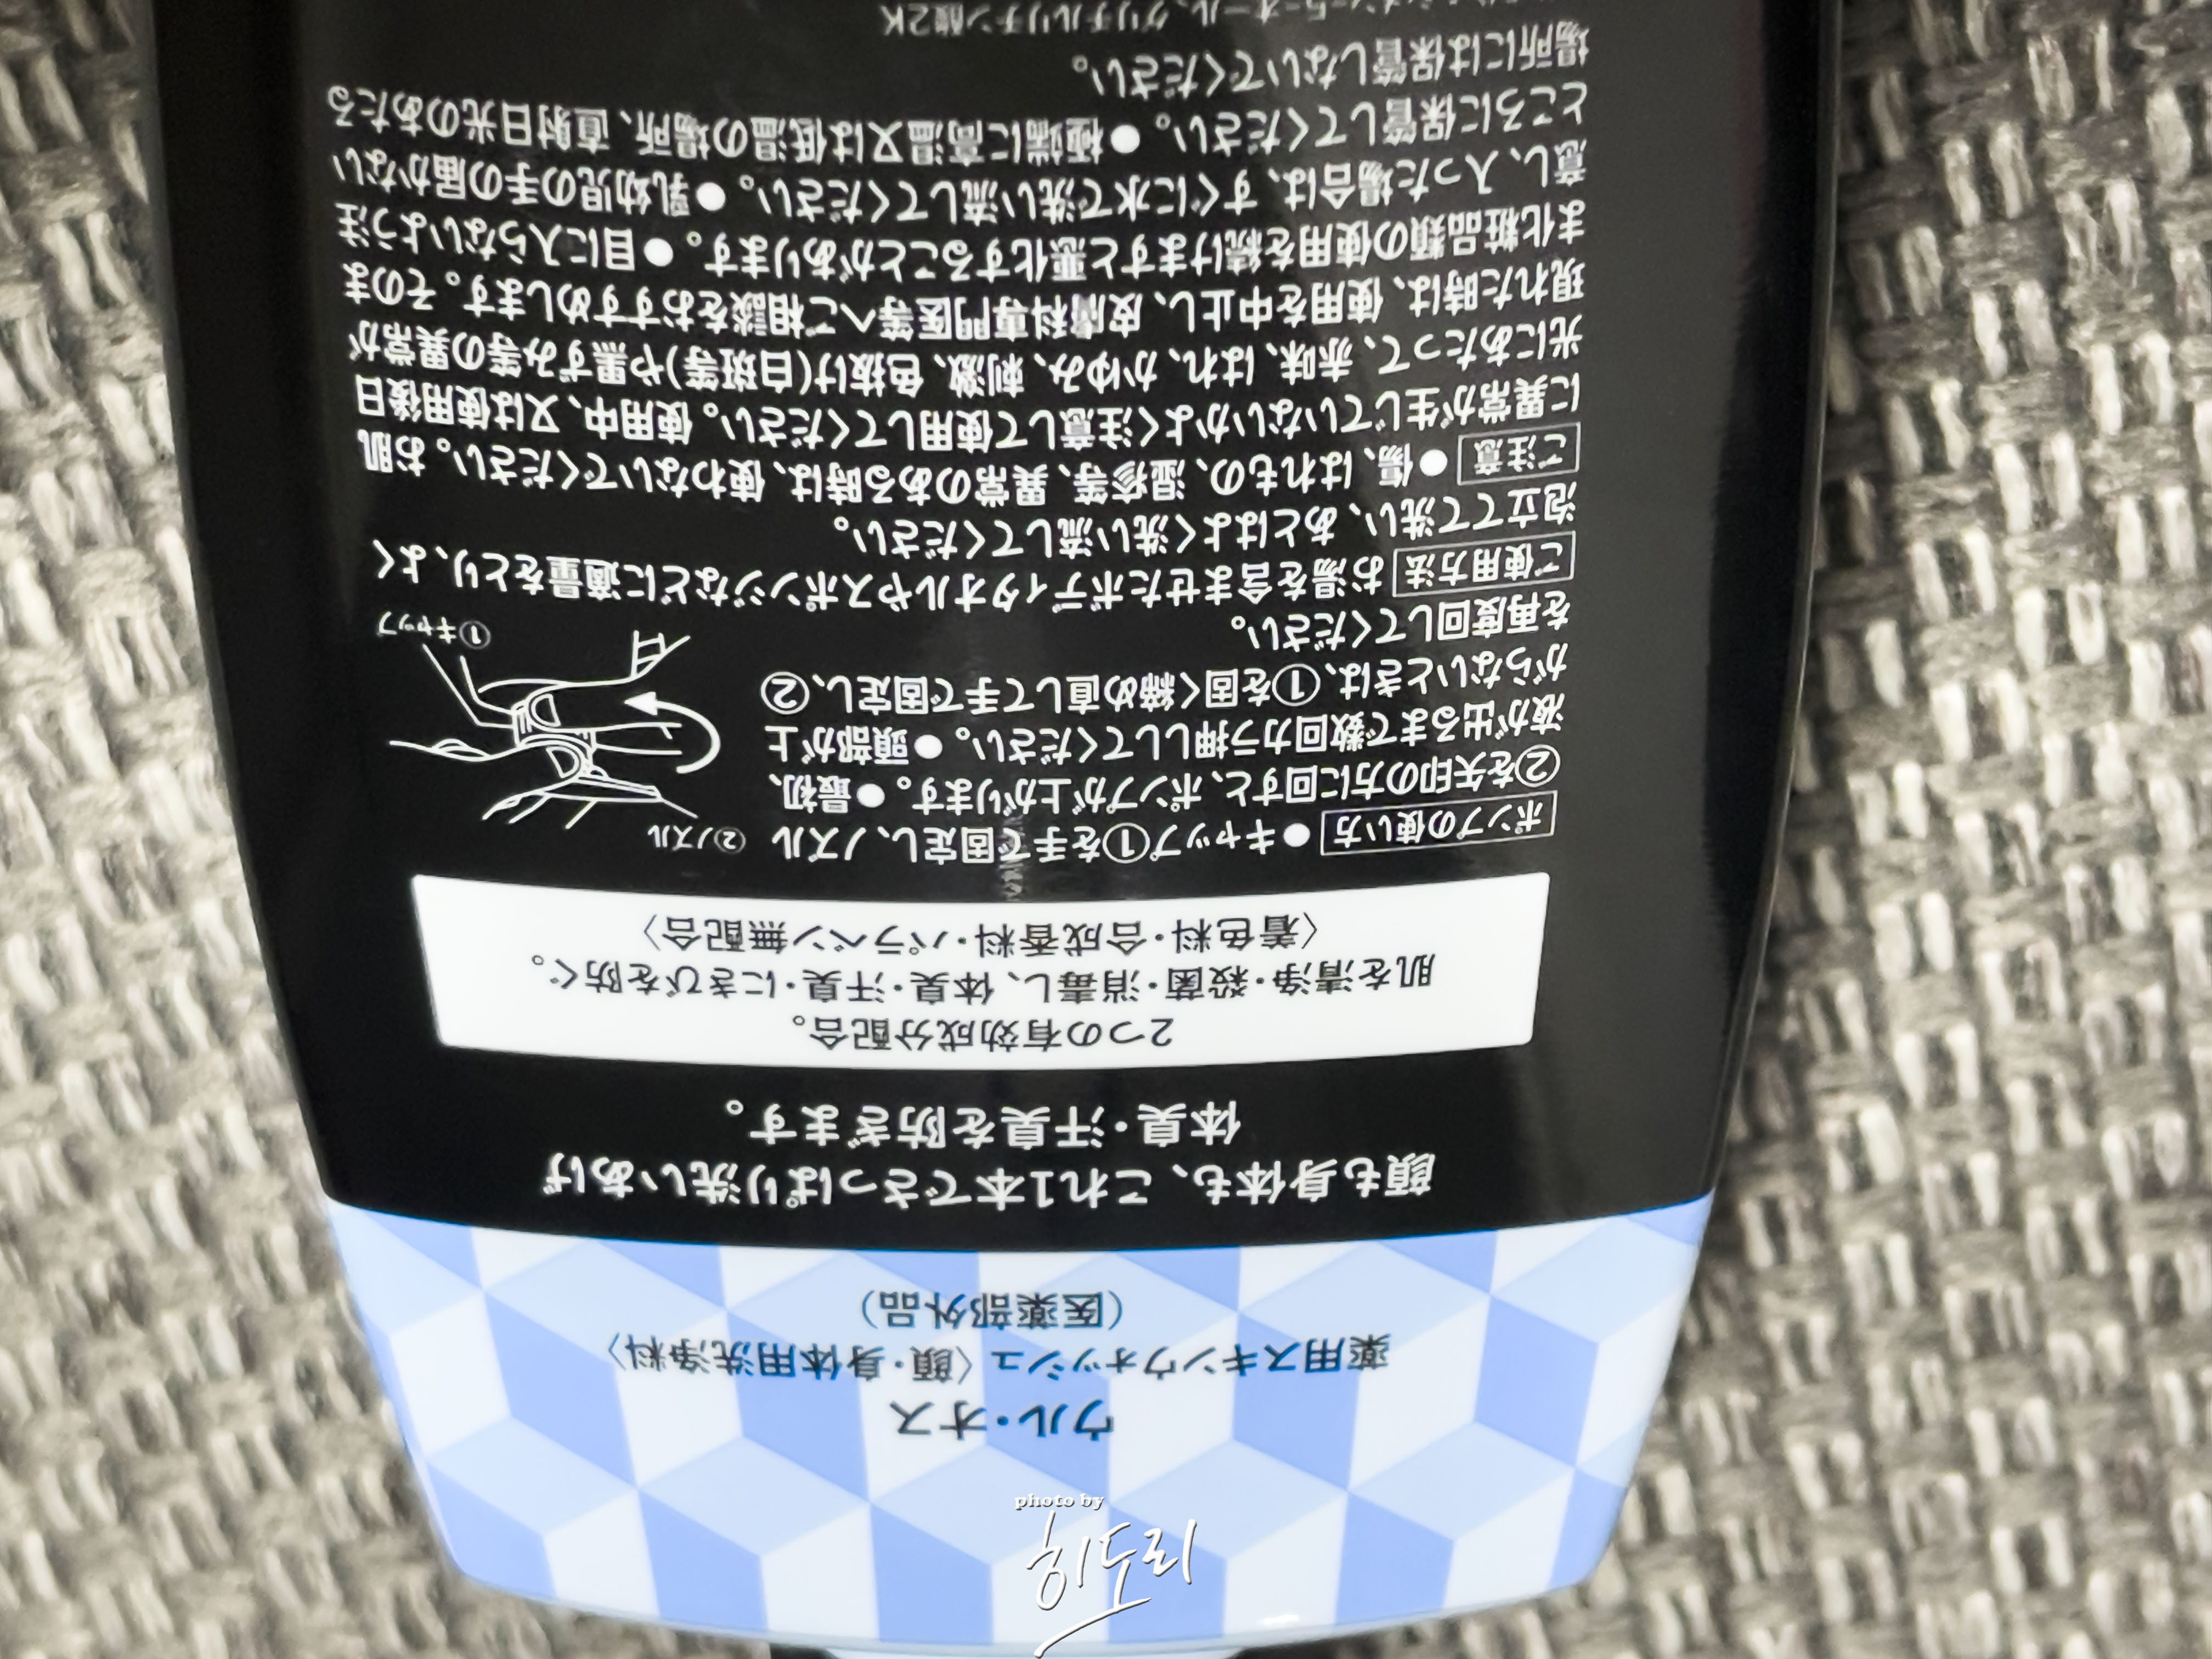 ウル・オス
薬用スキンウォッシュ〈顔・身体用洗浄料〉
(医薬部外品)
顔も身体も、これ1本でさっぱり洗いあげ
体臭・汗臭を防ぎます。
2つの有効成分配合。
肌を清浄・殺菌・消毒し、体臭・汗臭・にきびを防ぐ。
〈着色料・合成香料・パラベン無配合〉
ポンプの使い方 ●キャップ①を手で固定し、ノズル
②を矢印の方に回すと、ポンプが上がります。●最初、
液が出るまで数回カラ押ししてください。●頭部が上
がらないときは、①を固く締め直して手で固定し、②
を再度回してください。
②ノズル
①キャップ
ご使用方法 お湯を含ませたボディタオルやスポンジなどに適量をとり、よく
泡立てて洗い、あとはよく洗い流してください。
ご注意 ●傷、はれもの、湿疹等、異常のある時は、使わないでください。お肌
に異常が生じていないかよく注意して使用してください。使用中、又は使用後日
光にあたって、赤味、はれ、かゆみ、刺激、色抜け(白斑等)や黒ずみ等の異常が
現れた時は、使用を中止し、皮膚科専門医等へご相談をおすすめします。そのま
ま化粧品類の使用を続けますと悪化することがあります。●目に入らないよう注
意し、入った場合は、すぐに水で洗い流してください。●乳幼児の手の届かない
ところに保管してください。●極端に高温又は低温の場所、直射日光のあたる
場所には保管しないでください。
オール、グリチルリチン酸2K
photo by
히도리